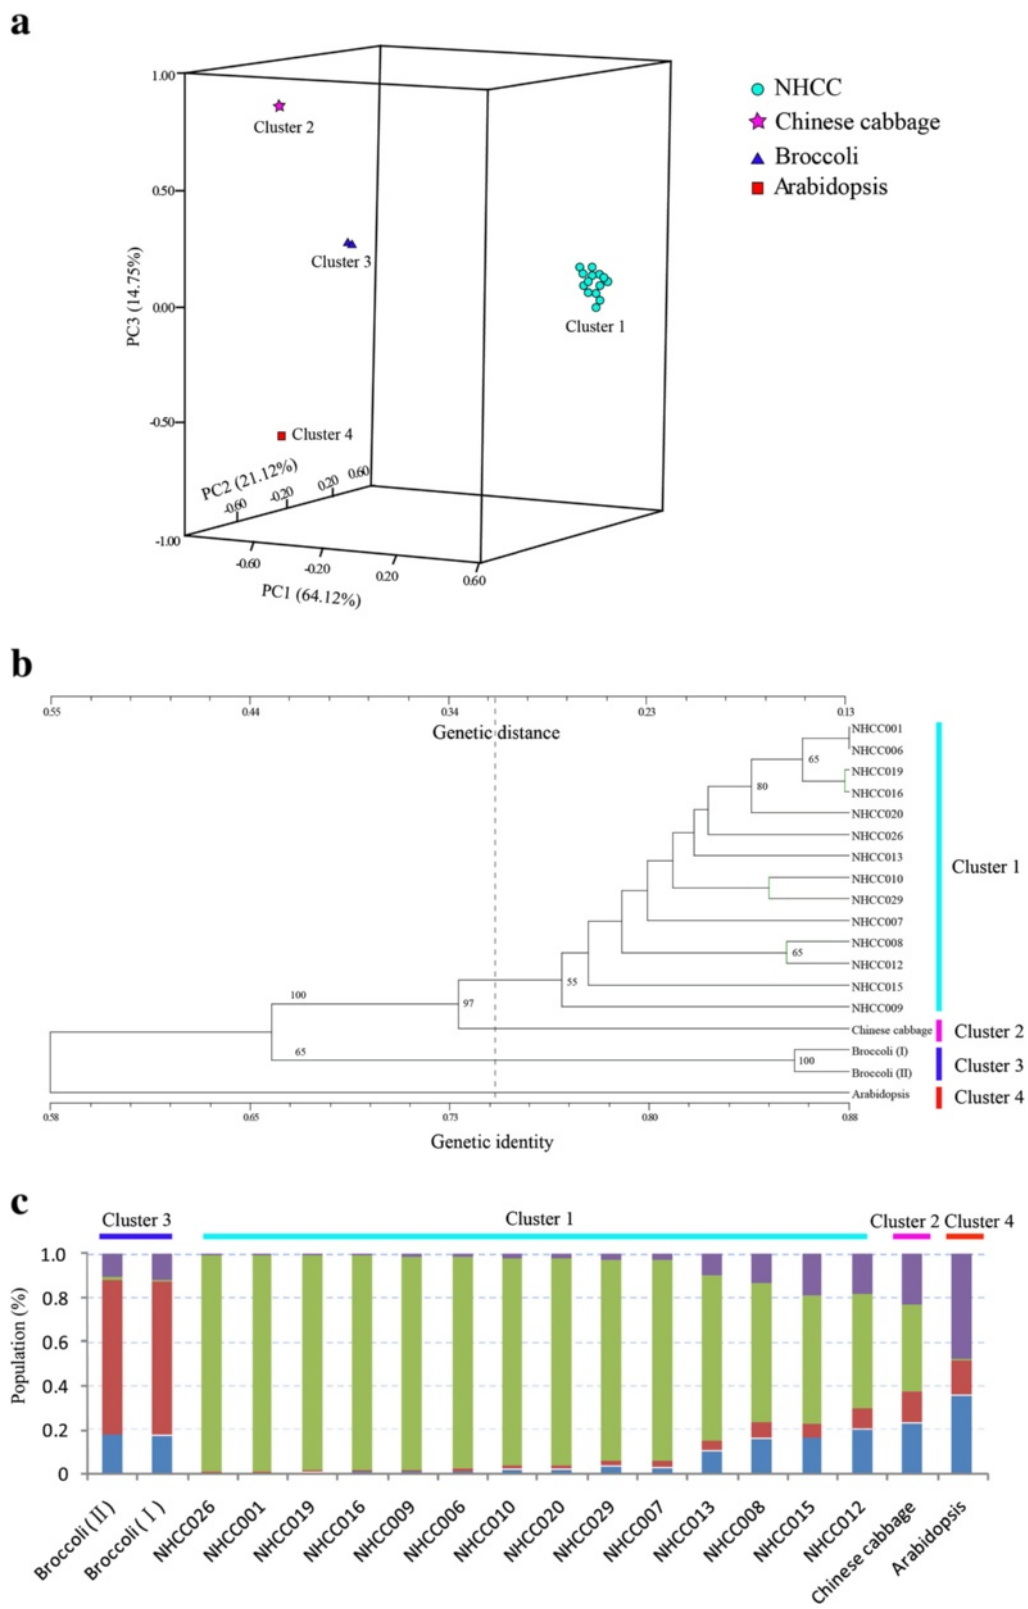 a
1.00
0.50
0.00
-0.50
-1.00
PC3 (14.75%)
PC2 (21.12%)
-0.60
-0.20
0.20
0.60
-0.60
-0.20
0.20
0.60
PC1 (64.12%)
Cluster 2
Cluster 3
Cluster 1
Cluster 4
NHCC
Chinese cabbage
Broccoli
Arabidopsis
b
0.55 0.44 0.34 0.23 0.13
Genetic distance
NHCC001
NHCC006
NHCC019
NHCC016
NHCC020
NHCC026
NHCC013
NHCC010
NHCC029
NHCC007
NHCC008
NHCC012
NHCC015
NHCC009
Chinese cabbage
Broccoli (I)
Broccoli (II)
Arabidopsis
65
80
65
55
100
97
65
100
Cluster 1
Cluster 2
Cluster 3
Cluster 4
0.58 0.65 0.73 0.80 0.88
Genetic identity
c
Cluster 3 Cluster 1 Cluster 2 Cluster 4
1.0
0.8
0.6
0.4
0.2
0
Population (%)
Broccoli ( II )
Broccoli ( I )
NHCC026
NHCC001
NHCC019
NHCC016
NHCC009
NHCC006
NHCC010
NHCC020
NHCC029
NHCC007
NHCC013
NHCC008
NHCC015
NHCC012
Chinese cabbage
Arabidopsis